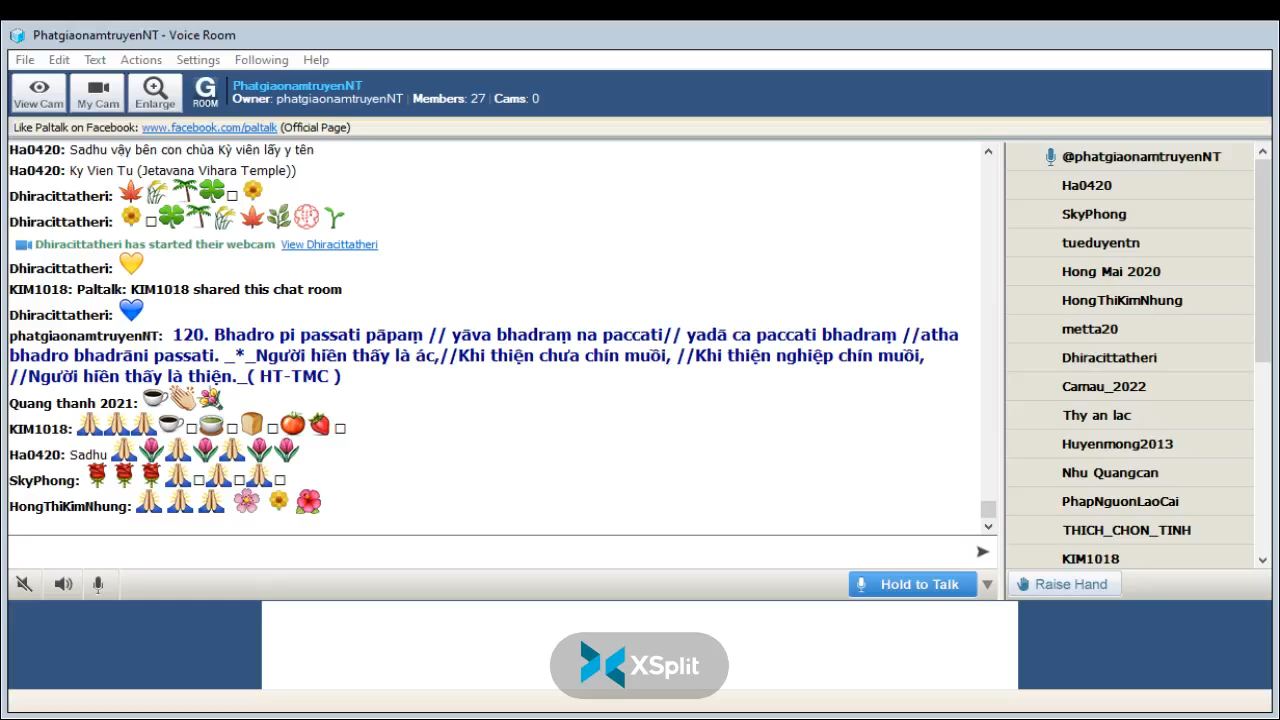 PhatgiaonamtruyenNT - Voice Room
File Edit Text Actions Settings Following Help
View Cam My Cam Enlarge G ROOM
PhatgiaonamtruyenNT
Owner: phatgiaonamtruyenNT | Members: 27 | Cams: 0
Like Paltalk on Facebook: www.facebook.com/paltalk (Official Page)
Ha0420: Sadhu vậy bên con chùa Kỳ viên lấy y tên
Ha0420: Ky Vien Tu (Jetavana Vihara Temple))
Dhiracittatheri:
Dhiracittatheri:
Dhiracittatheri has started their webcam View Dhiracittatheri
Dhiracittatheri:
KIM1018: Paltalk: KIM1018 shared this chat room
Dhiracittatheri:
phatgiaonamtruyenNT: 120. Bhadro pi passati pāpaṃ // yāva bhadraṃ na paccati// yadā ca paccati bhadraṃ //atha
bhadro bhadrāni passati. _*_Người hiền thấy là ác,//Khi thiện chưa chín muồi, //Khi thiện nghiệp chín muồi,
//Người hiền thấy là thiện._( HT-TMC )
Quang thanh 2021:
KIM1018:
Ha0420: Sadhu
SkyPhong:
HongThiKimNhung:
@phatgiaonamtruyenNT
Ha0420
SkyPhong
tueduyentn
Hong Mai 2020
HongThiKimNhung
metta20
Dhiracittatheri
Camau_2022
Thy an lac
Huyenmong2013
Nhu Quangcan
PhapNguonLaoCai
THICH_CHON_TINH
KIM1018
Hold to Talk
Raise Hand
XSplit